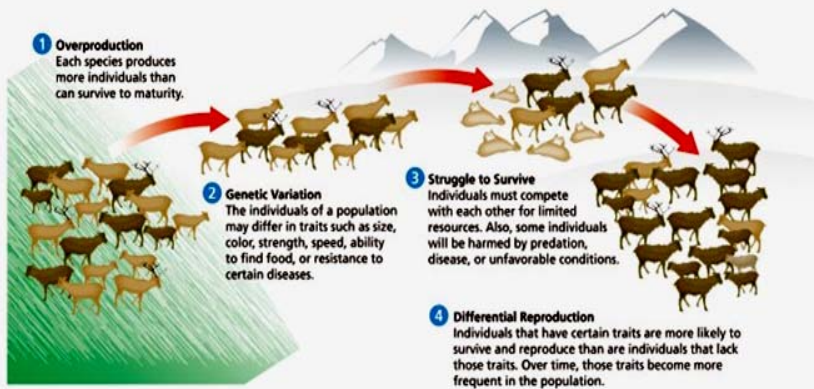 1 Overproduction
Each species produces
more individuals than
can survive to maturity.
2 Genetic Variation
The individuals of a population
may differ in traits such as size,
color, strength, speed, ability
to find food, or resistance to
certain diseases.
3 Struggle to Survive
Individuals must compete
with each other for limited
resources. Also, some individuals
will be harmed by predation,
disease, or unfavorable conditions.
4 Differential Reproduction
Individuals that have certain traits are more likely to
survive and reproduce than are individuals that lack
those traits. Over time, those traits become more
frequent in the population.